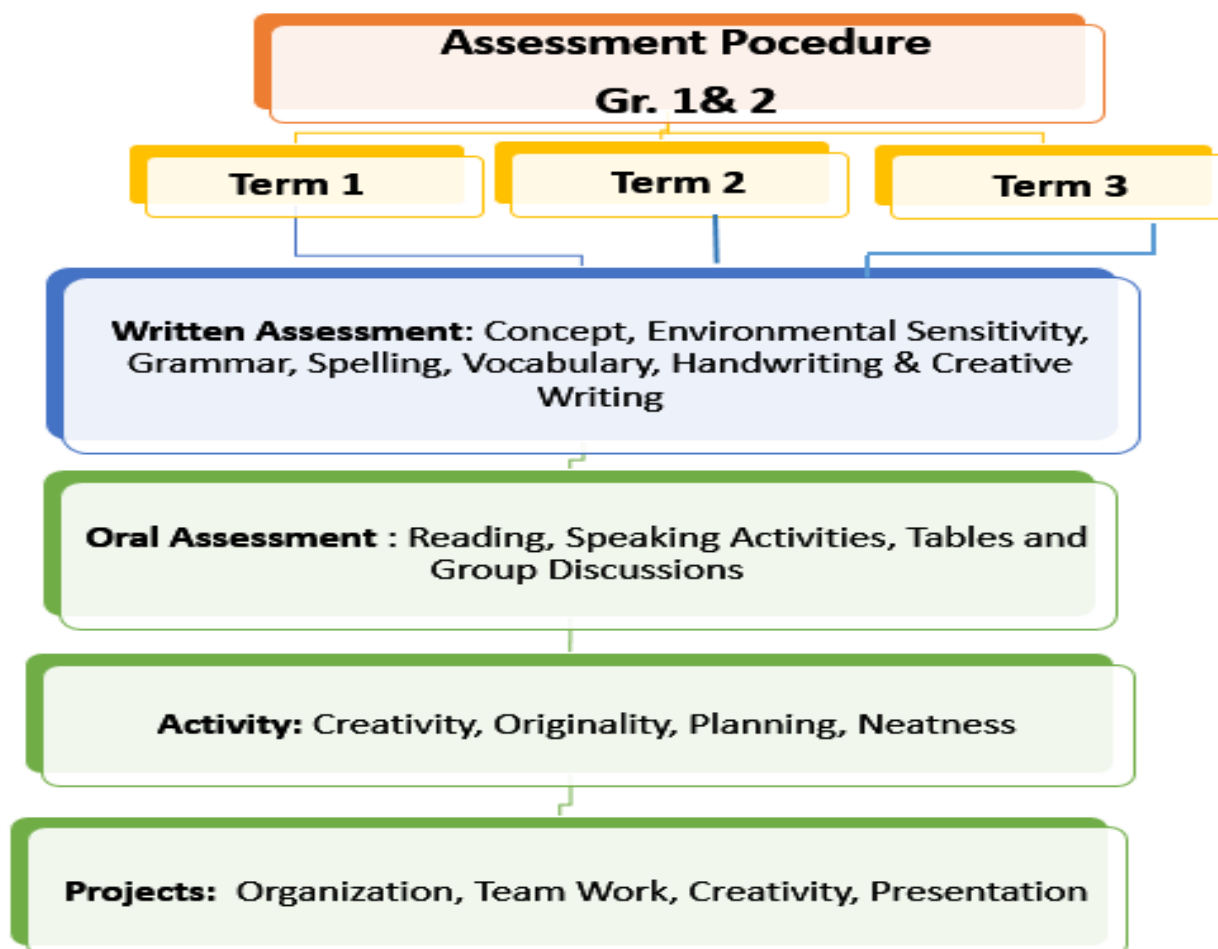 Assessment Pocedure
Gr. 1& 2
Term 1
Term 2
Term 3
Written Assessment: Concept, Environmental Sensitivity,
Grammar, Spelling, Vocabulary, Handwriting & Creative
Writing
Oral Assessment : Reading, Speaking Activities, Tables and
Group Discussions
Activity: Creativity, Originality, Planning, Neatness
Projects: Organization, Team Work, Creativity, Presentation